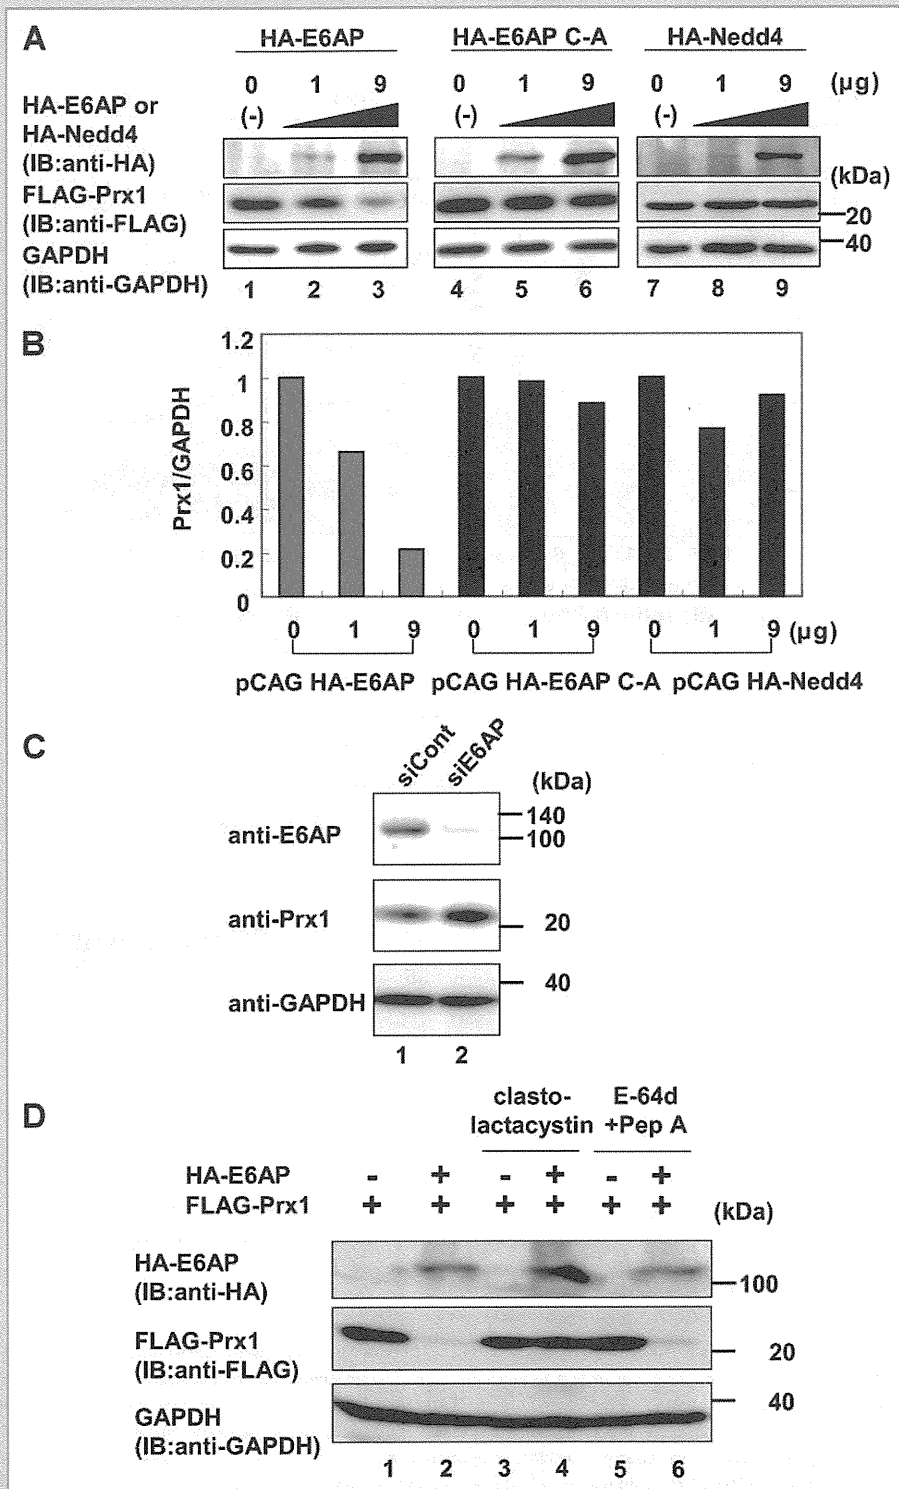 A
HA-E6AP
HA-E6AP C-A
HA-Nedd4
0 1 9 0 1 9 0 1 9 (μg)
HA-E6AP or
HA-Nedd4
(IB:anti-HA)
(-) (-) (-)
(kDa)
FLAG-Prx1
(IB:anti-FLAG)
20
40
GAPDH
(IB:anti-GAPDH)
1 2 3 4 5 6 7 8 9
B
Prx1/GAPDH
1.2
1
0.8
0.6
0.4
0.2
0
0 1 9 0 1 9 0 1 9 (μg)
pCAG HA-E6AP pCAG HA-E6AP C-A pCAG HA-Nedd4
C
siCont siE6AP
(kDa)
anti-E6AP
140
100
anti-Prx1
20
anti-GAPDH
40
1 2
D
clasto-
lactacystin
E-64d
+Pep A
HA-E6AP - + - + - +
FLAG-Prx1 + + + + + +
(kDa)
HA-E6AP
(IB:anti-HA)
100
FLAG-Prx1
(IB:anti-FLAG)
20
GAPDH
(IB:anti-GAPDH)
40
1 2 3 4 5 6